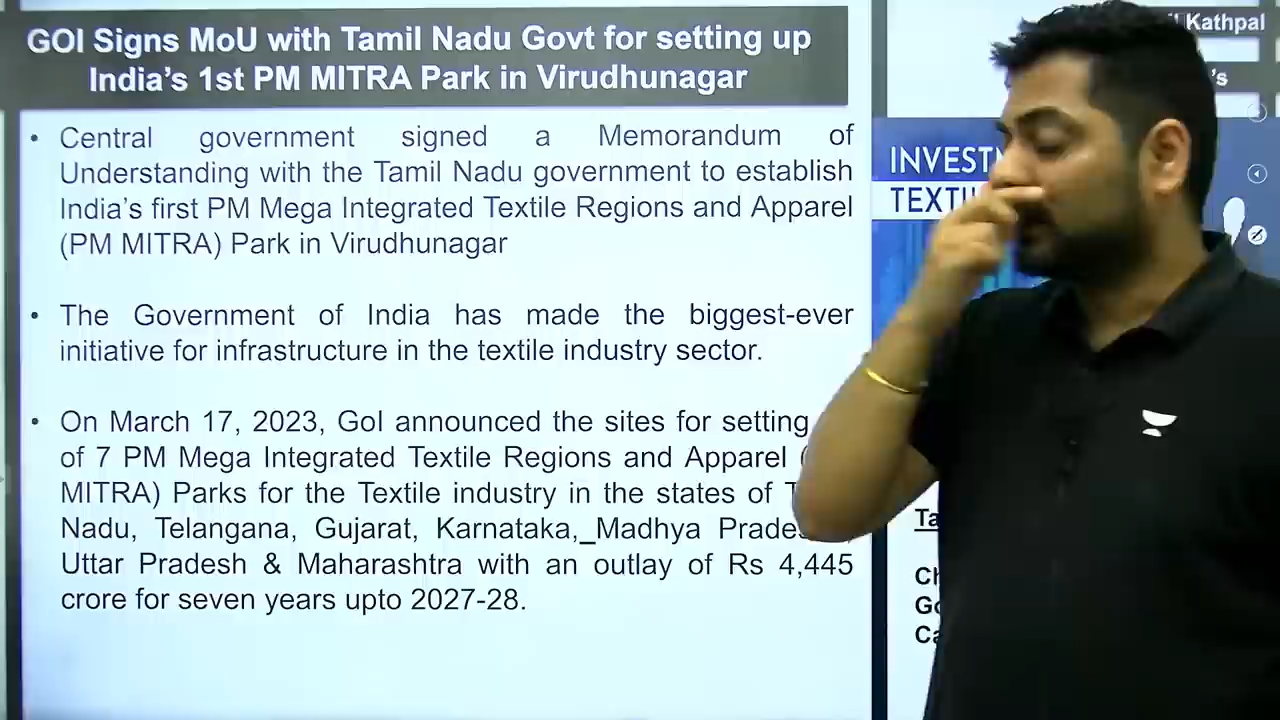 GOI Signs MoU with Tamil Nadu Govt for setting up
India's 1st PM MITRA Park in Virudhunagar
• Central government signed a Memorandum of
Understanding with the Tamil Nadu government to establish
India's first PM Mega Integrated Textile Regions and Apparel
(PM MITRA) Park in Virudhunagar
• The Government of India has made the biggest-ever
initiative for infrastructure in the textile industry sector.
• On March 17, 2023, GoI announced the sites for setting
of 7 PM Mega Integrated Textile Regions and Apparel (
MITRA) Parks for the Textile industry in the states of
Nadu, Telangana, Gujarat, Karnataka,_Madhya
Uttar Pradesh & Maharashtra with an outlay of Rs 4,445
crore for seven years upto 2027-28.
Kathpal
's